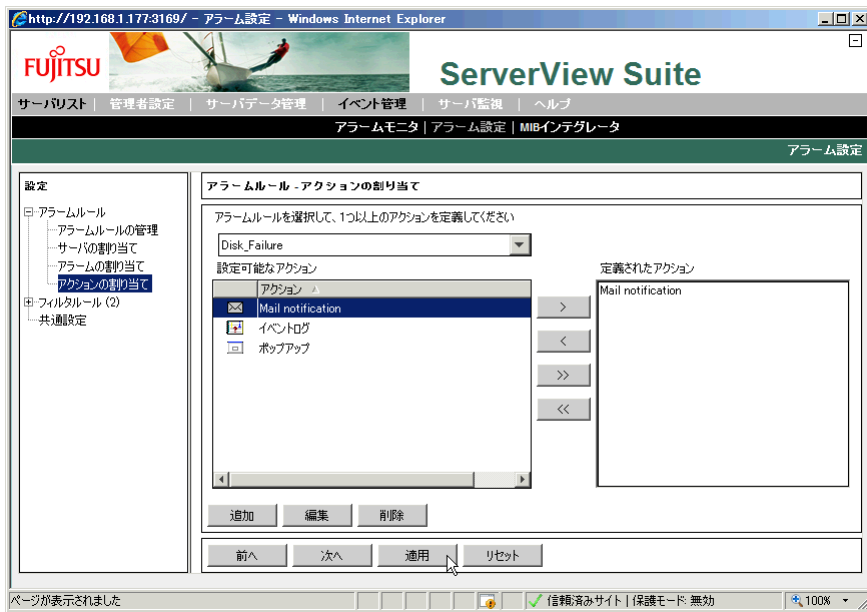 http://192.168.1.177:3169/ - アラーム設定 - Windows Internet Explorer
FUJITSU
ServerView Suite
サーバリスト | 管理者設定 | サーバデータ管理 | イベント管理 | サーバ監視 | ヘルプ
アラームモニタ | アラーム設定 | MIBインテグレータ
アラーム設定
設定
アラームルール
アラームルールの管理
サーバの割り当て
アラームの割り当て
アクションの割り当て
フィルタルール (2)
共通設定
アラームルール - アクションの割り当て
アラームルールを選択して、1つ以上のアクションを定義してください
Disk_Failure
設定可能なアクション
アクション
Mail notification
イベントログ
ポップアップ
>
<
>>
<<
定義されたアクション
Mail notification
追加 編集 削除
前へ 次へ 適用 リセット
ページが表示されました 信頼済みサイト | 保護モード: 無効 100%